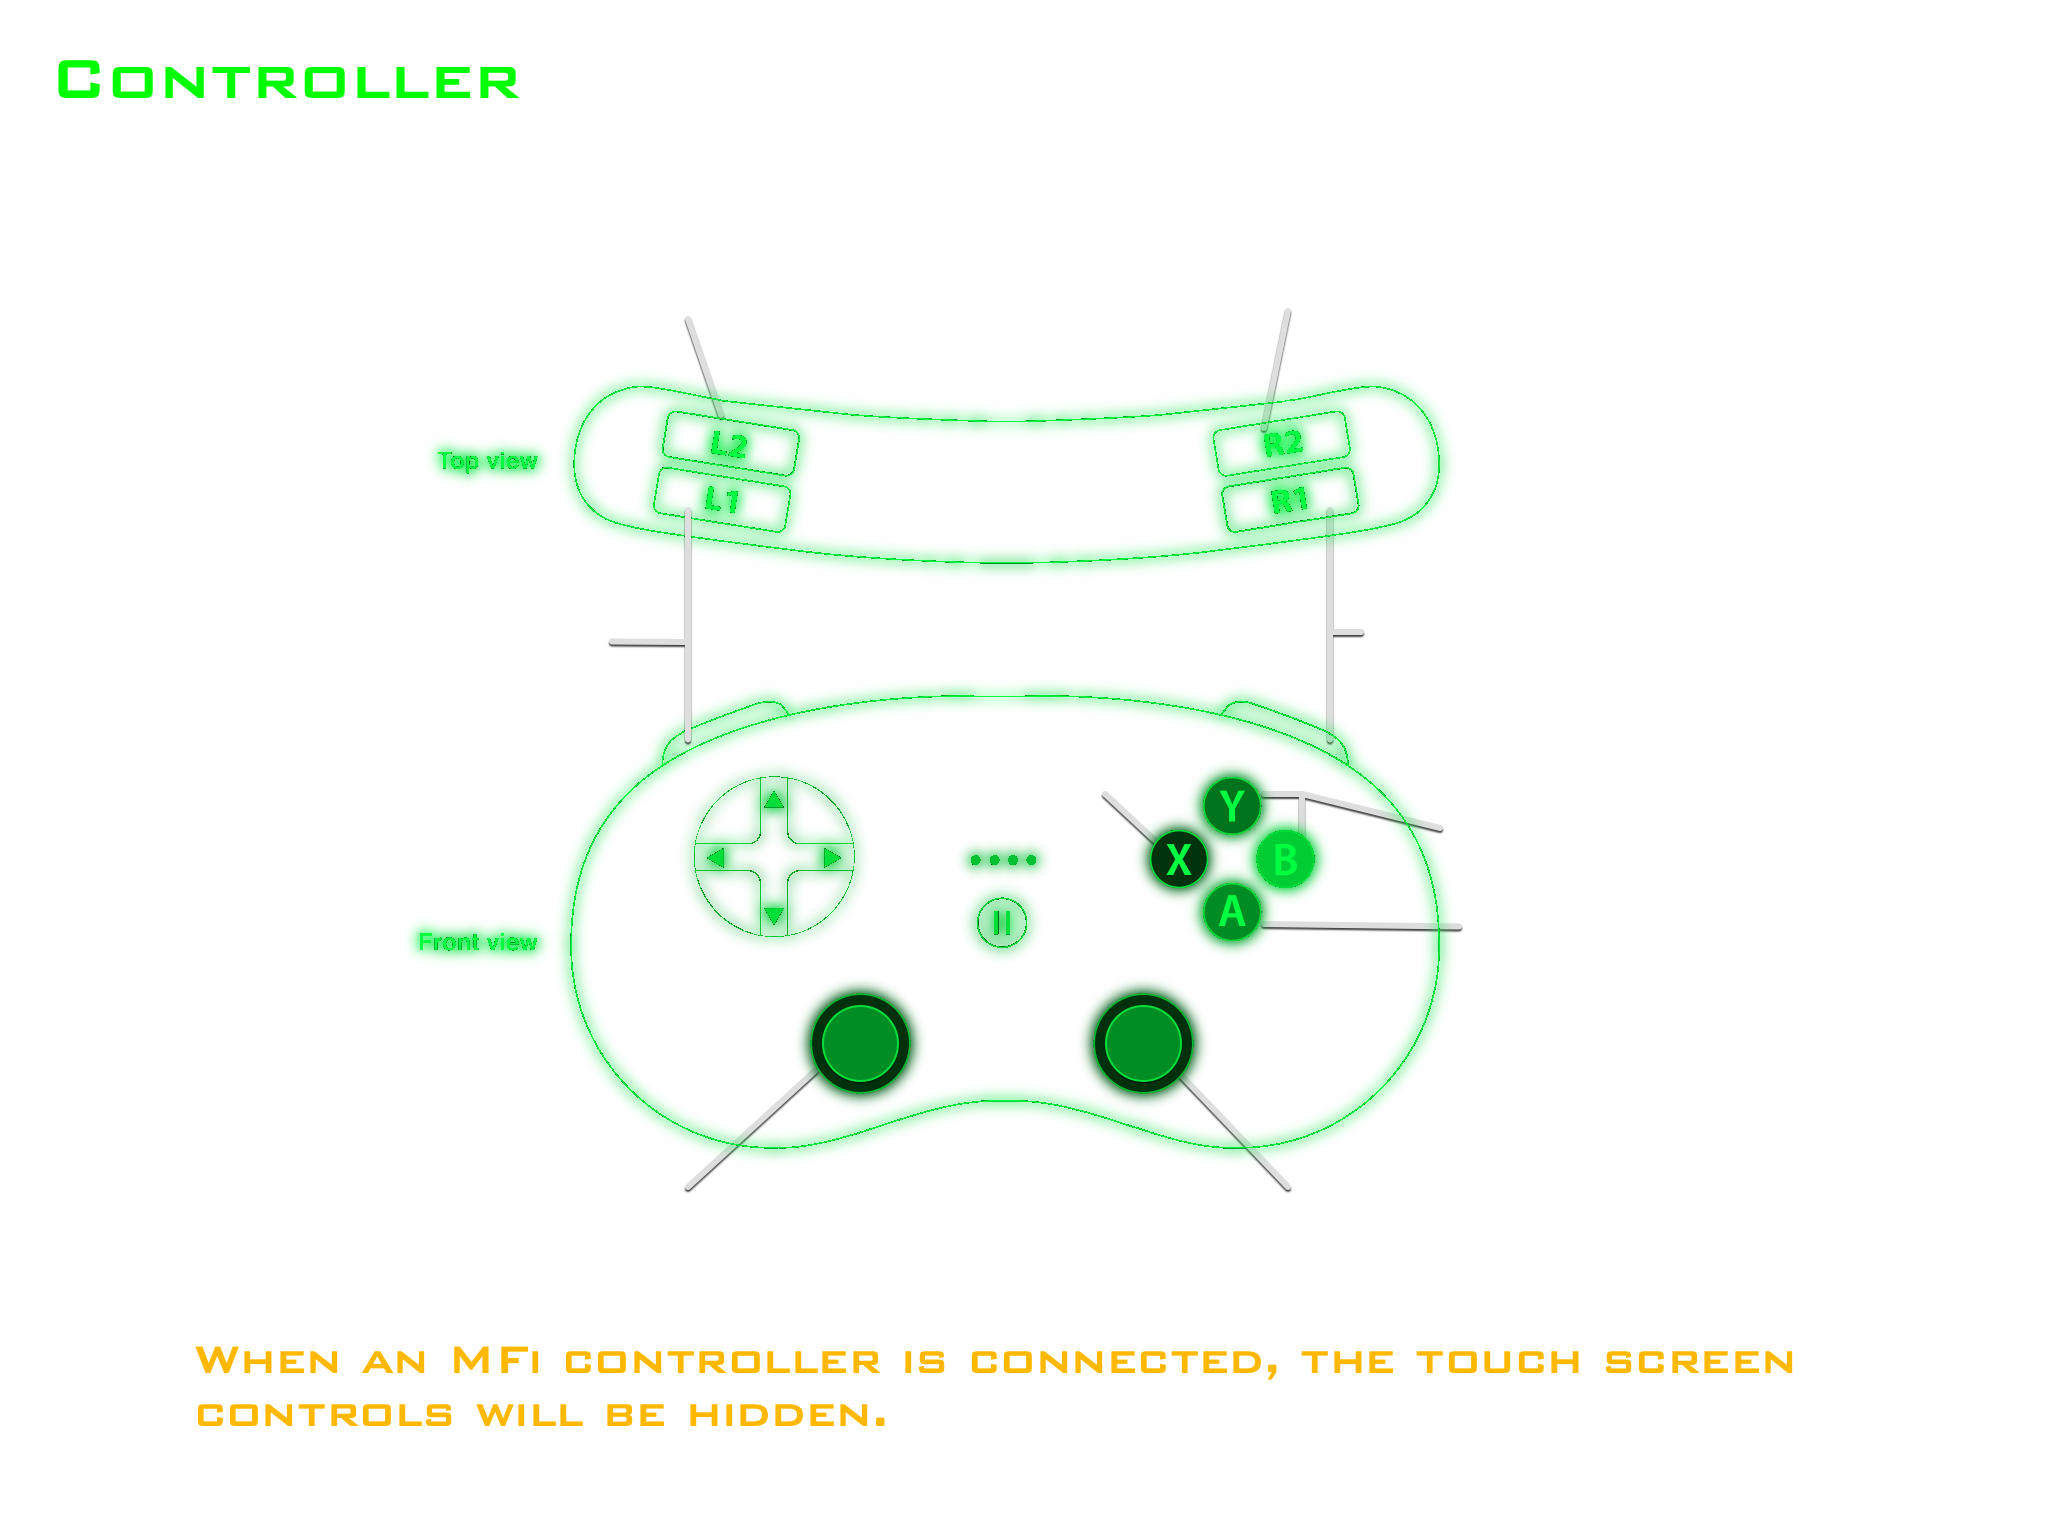 Controller
L2
R2
Top view
L1
R1
Y
X
B
A
Front view
When an MFi controller is connected, the touch screen
controls will be hidden.